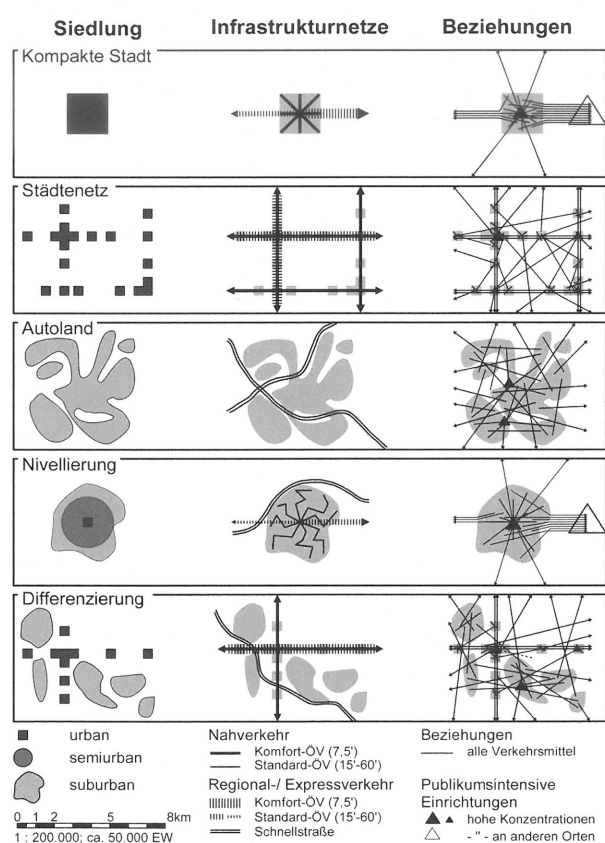 Siedlung Infrastrukturnetze Beziehungen
Kompakte Stadt
Städtenetz
Autoland
Nivellierung
Differenzierung
urban
semiurban
suburban
0 1 2 5 8km
1 : 200.000; ca. 50.000 EW
Nahverkehr
Komfort-ÖV (7,5')
Standard-ÖV (15'-60')
Regional-/ Expressverkehr
Komfort-ÖV (7,5')
Standard-ÖV (15'-60')
Schnellstraße
Beziehungen
alle Verkehrsmittel
Publikumsintensive
Einrichtungen
hohe Konzentrationen
- " - an anderen Orten